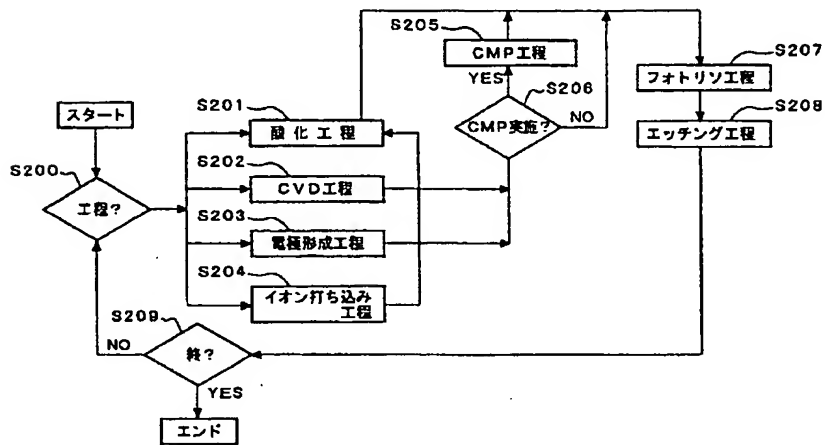 S205
CMP工程
YES
S206
CMP実施?
NO
S207
フォトリソ工程
S208
エッチング工程
スタート
S200
工程?
S201
酸化工程
S202
CVD工程
S203
電極形成工程
S204
イオン打ち込み
工程
S209
NO
終?
YES
エンド